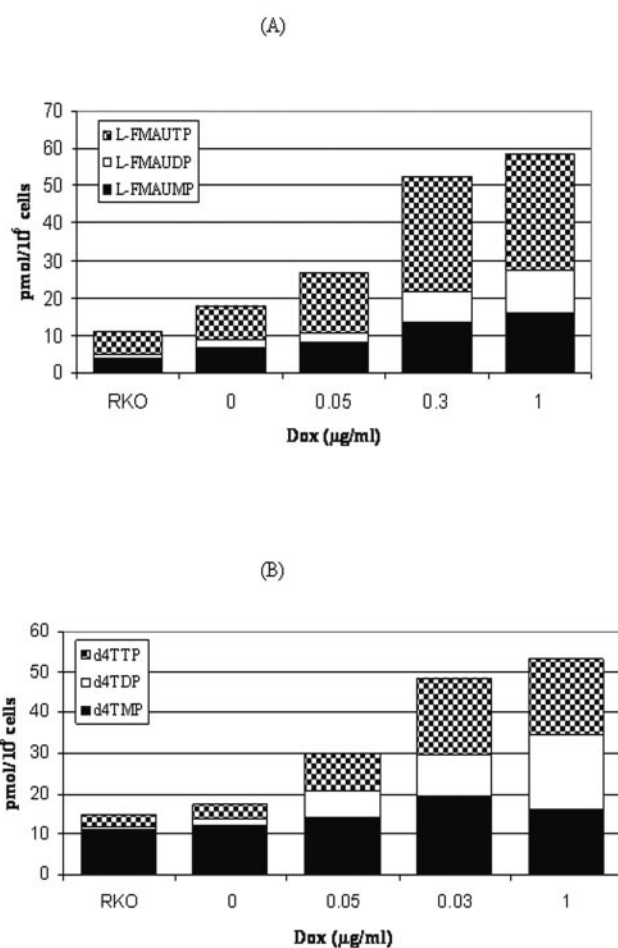 (A)
70
60
50
40
30
20
10
0
pmol/10⁶ cells
L-FMAUTP
L-FMAUDP
L-FMAUMP
RKO 0 0.05 0.3 1
Dox (µg/ml)
(B)
60
50
40
30
20
10
0
pmol/10⁶ cells
d4TTP
d4TDP
d4TMP
RKO 0 0.05 0.03 1
Dox (µg/ml)